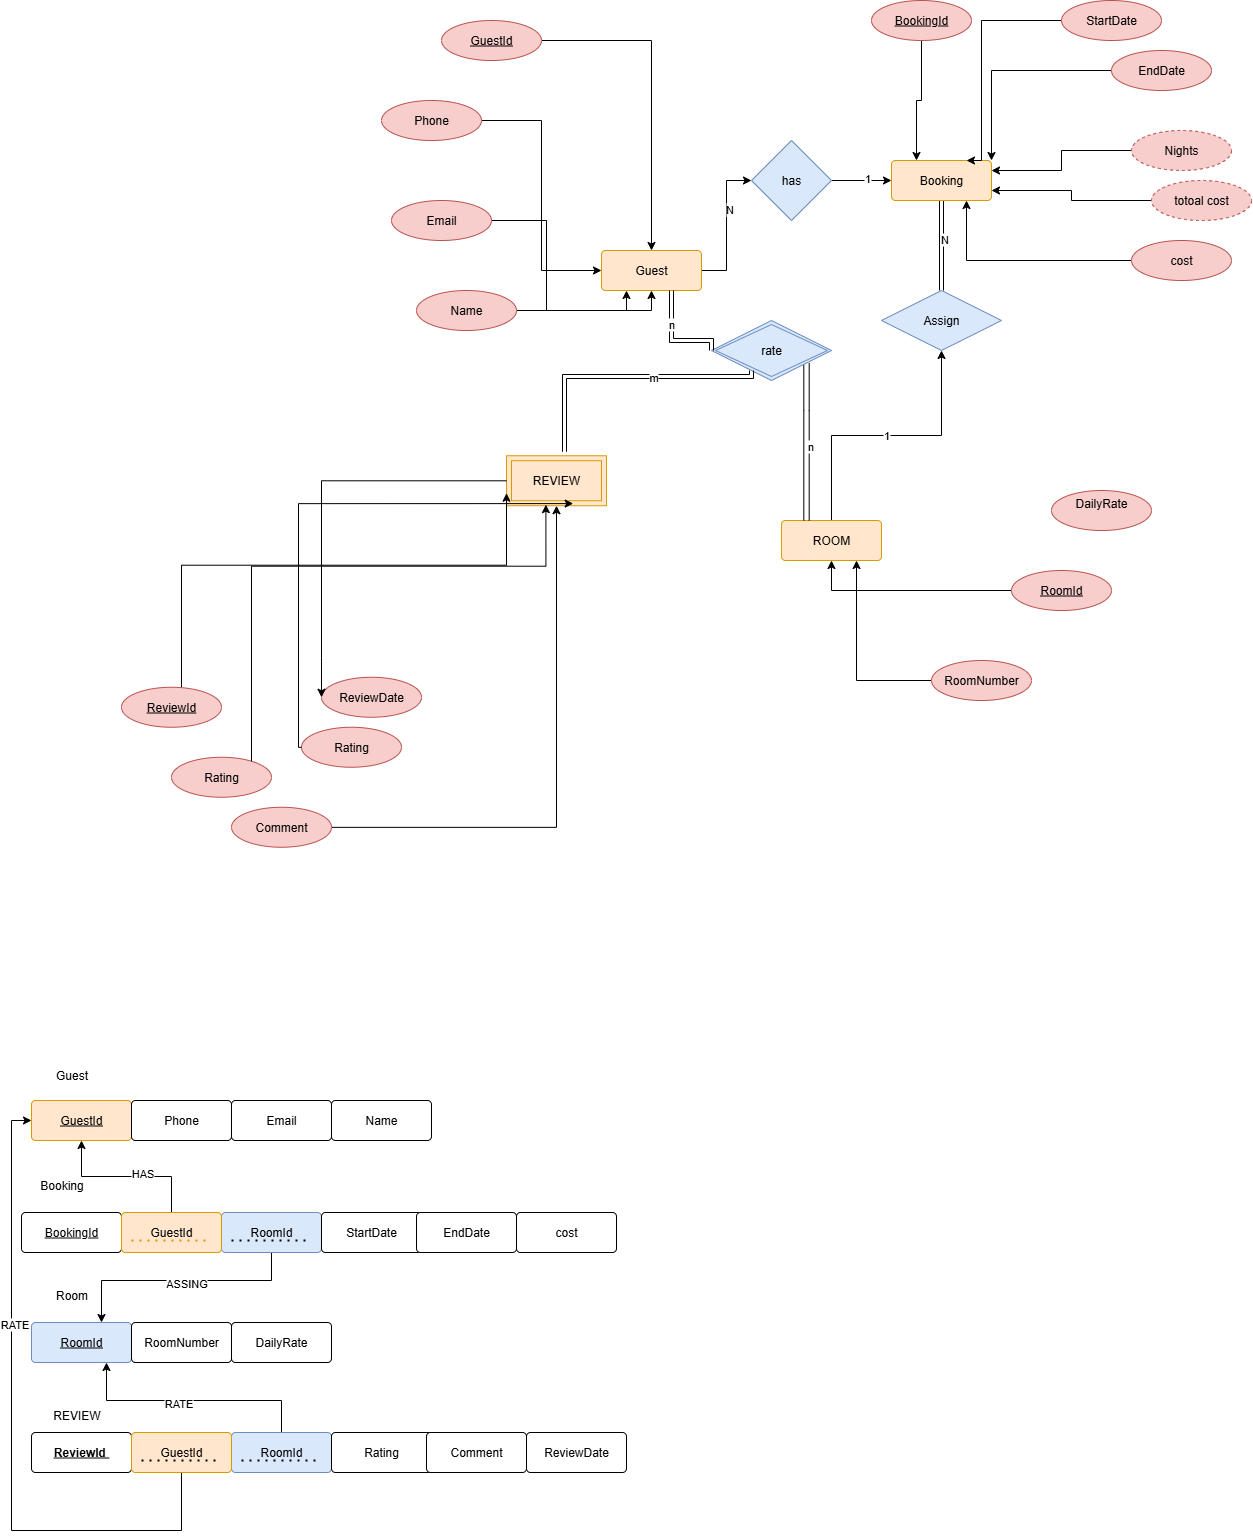 BookingId
StartDate
GuestId
EndDate
Phone
Nights
has
1
Booking
totoal cost
N
Email
N
cost
Guest
Name
Assign
n
rate
m
1
n
REVIEW
DailyRate
ROOM
RoomId
RoomNumber
ReviewDate
ReviewId
Rating
Rating
Comment
Guest
GuestId Phone Email Name
HAS
Booking
BookingId GuestId RoomId StartDate EndDate cost
ASSING
Room
RATE
RoomId RoomNumber DailyRate
RATE
REVIEW
ReviewId GuestId RoomId Rating Comment ReviewDate